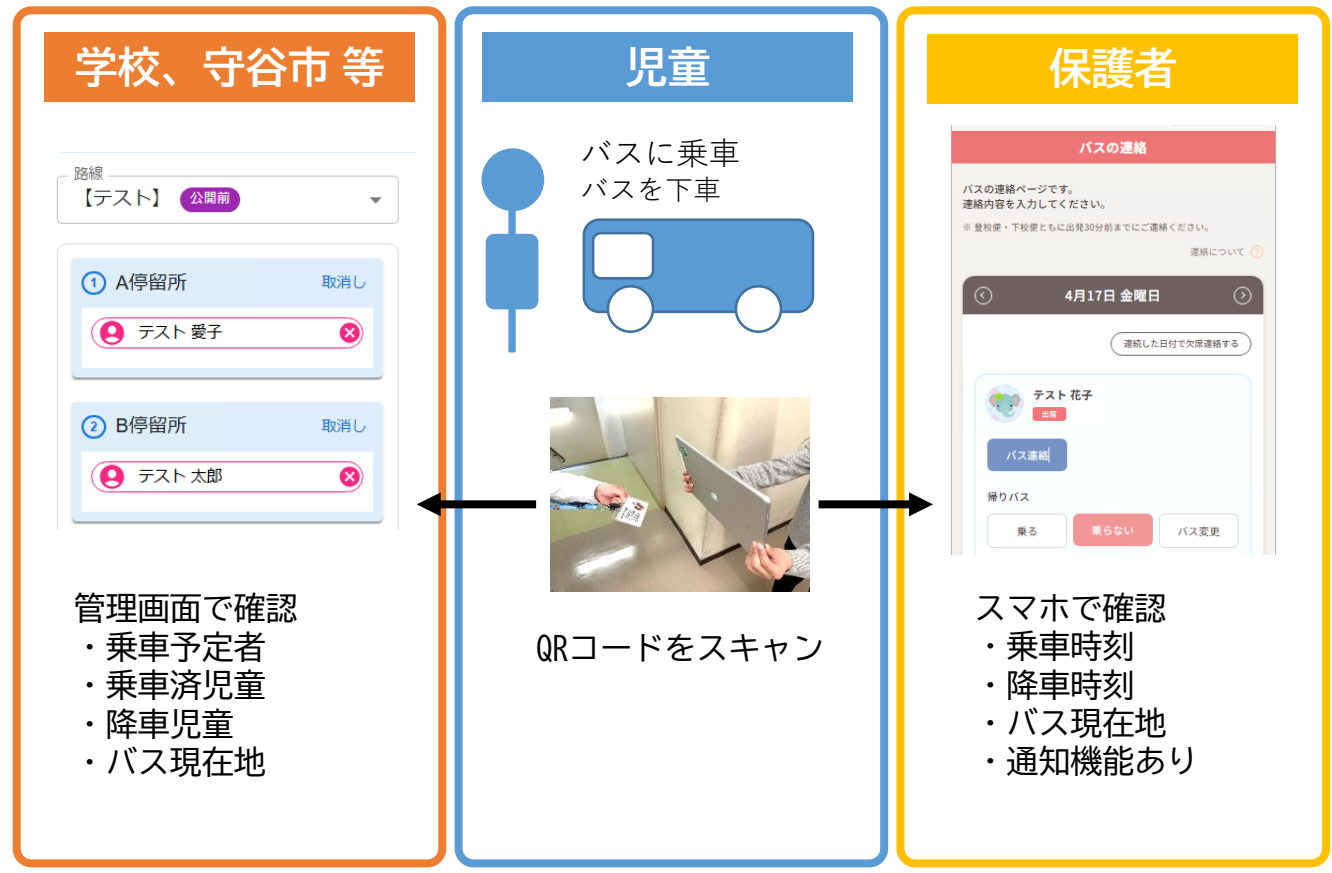 学校、守谷市 等
路線
【テスト】 公開前
1 A停留所 取消し
テスト 愛子
2 B停留所 取消し
テスト 太郎
管理画面で確認
・乗車予定者
・乗車済児童
・降車児童
・バス現在地
児童
バスに乗車
バスを下車
QRコードをスキャン
保護者
バスの連絡
バスの連絡ページです。
連絡内容を入力してください。
※ 登校便・下校便ともに出発30分前までにご連絡ください。
連絡について ?
4月17日 金曜日
連続した日付で欠席連絡する
テスト 花子
出席
バス連絡
帰りバス
乗る 乗らない バス変更
スマホで確認
・乗車時刻
・降車時刻
・バス現在地
・通知機能あり